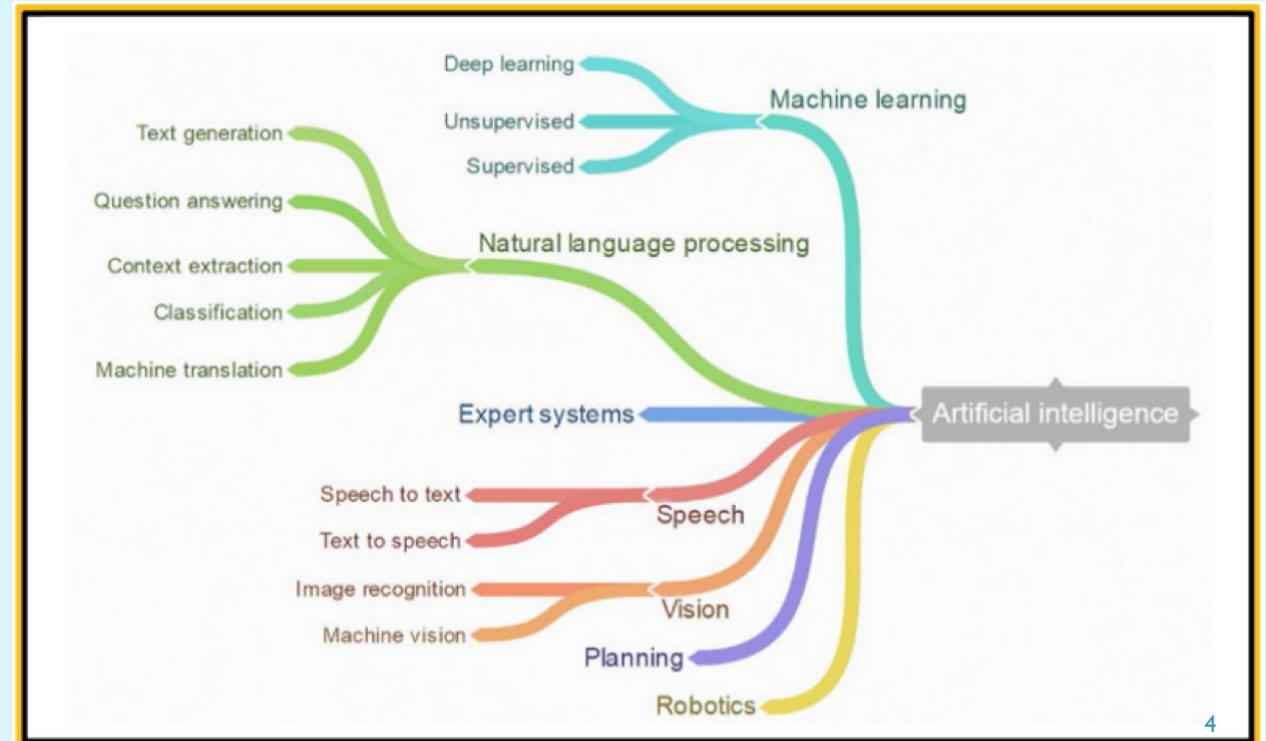 Deep learning
Machine learning
Unsupervised
Supervised
Text generation
Question answering
Natural language processing
Context extraction
Classification
Machine translation
Expert systems
Artificial intelligence
Speech to text
Speech
Text to speech
Image recognition
Vision
Machine vision
Planning
Robotics
4